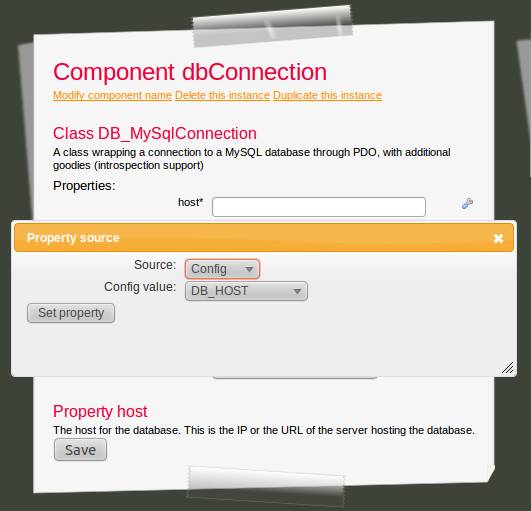 Component dbConnection
Modify component name Delete this instance Duplicate this instance
Class DB_MySqlConnection
A class wrapping a connection to a MySQL database through PDO, with additional
goodies (introspection support)
Properties:
host*
Property source
Source: Config
Config value: DB_HOST
Set property
Property host
The host for the database. This is the IP or the URL of the server hosting the database.
Save